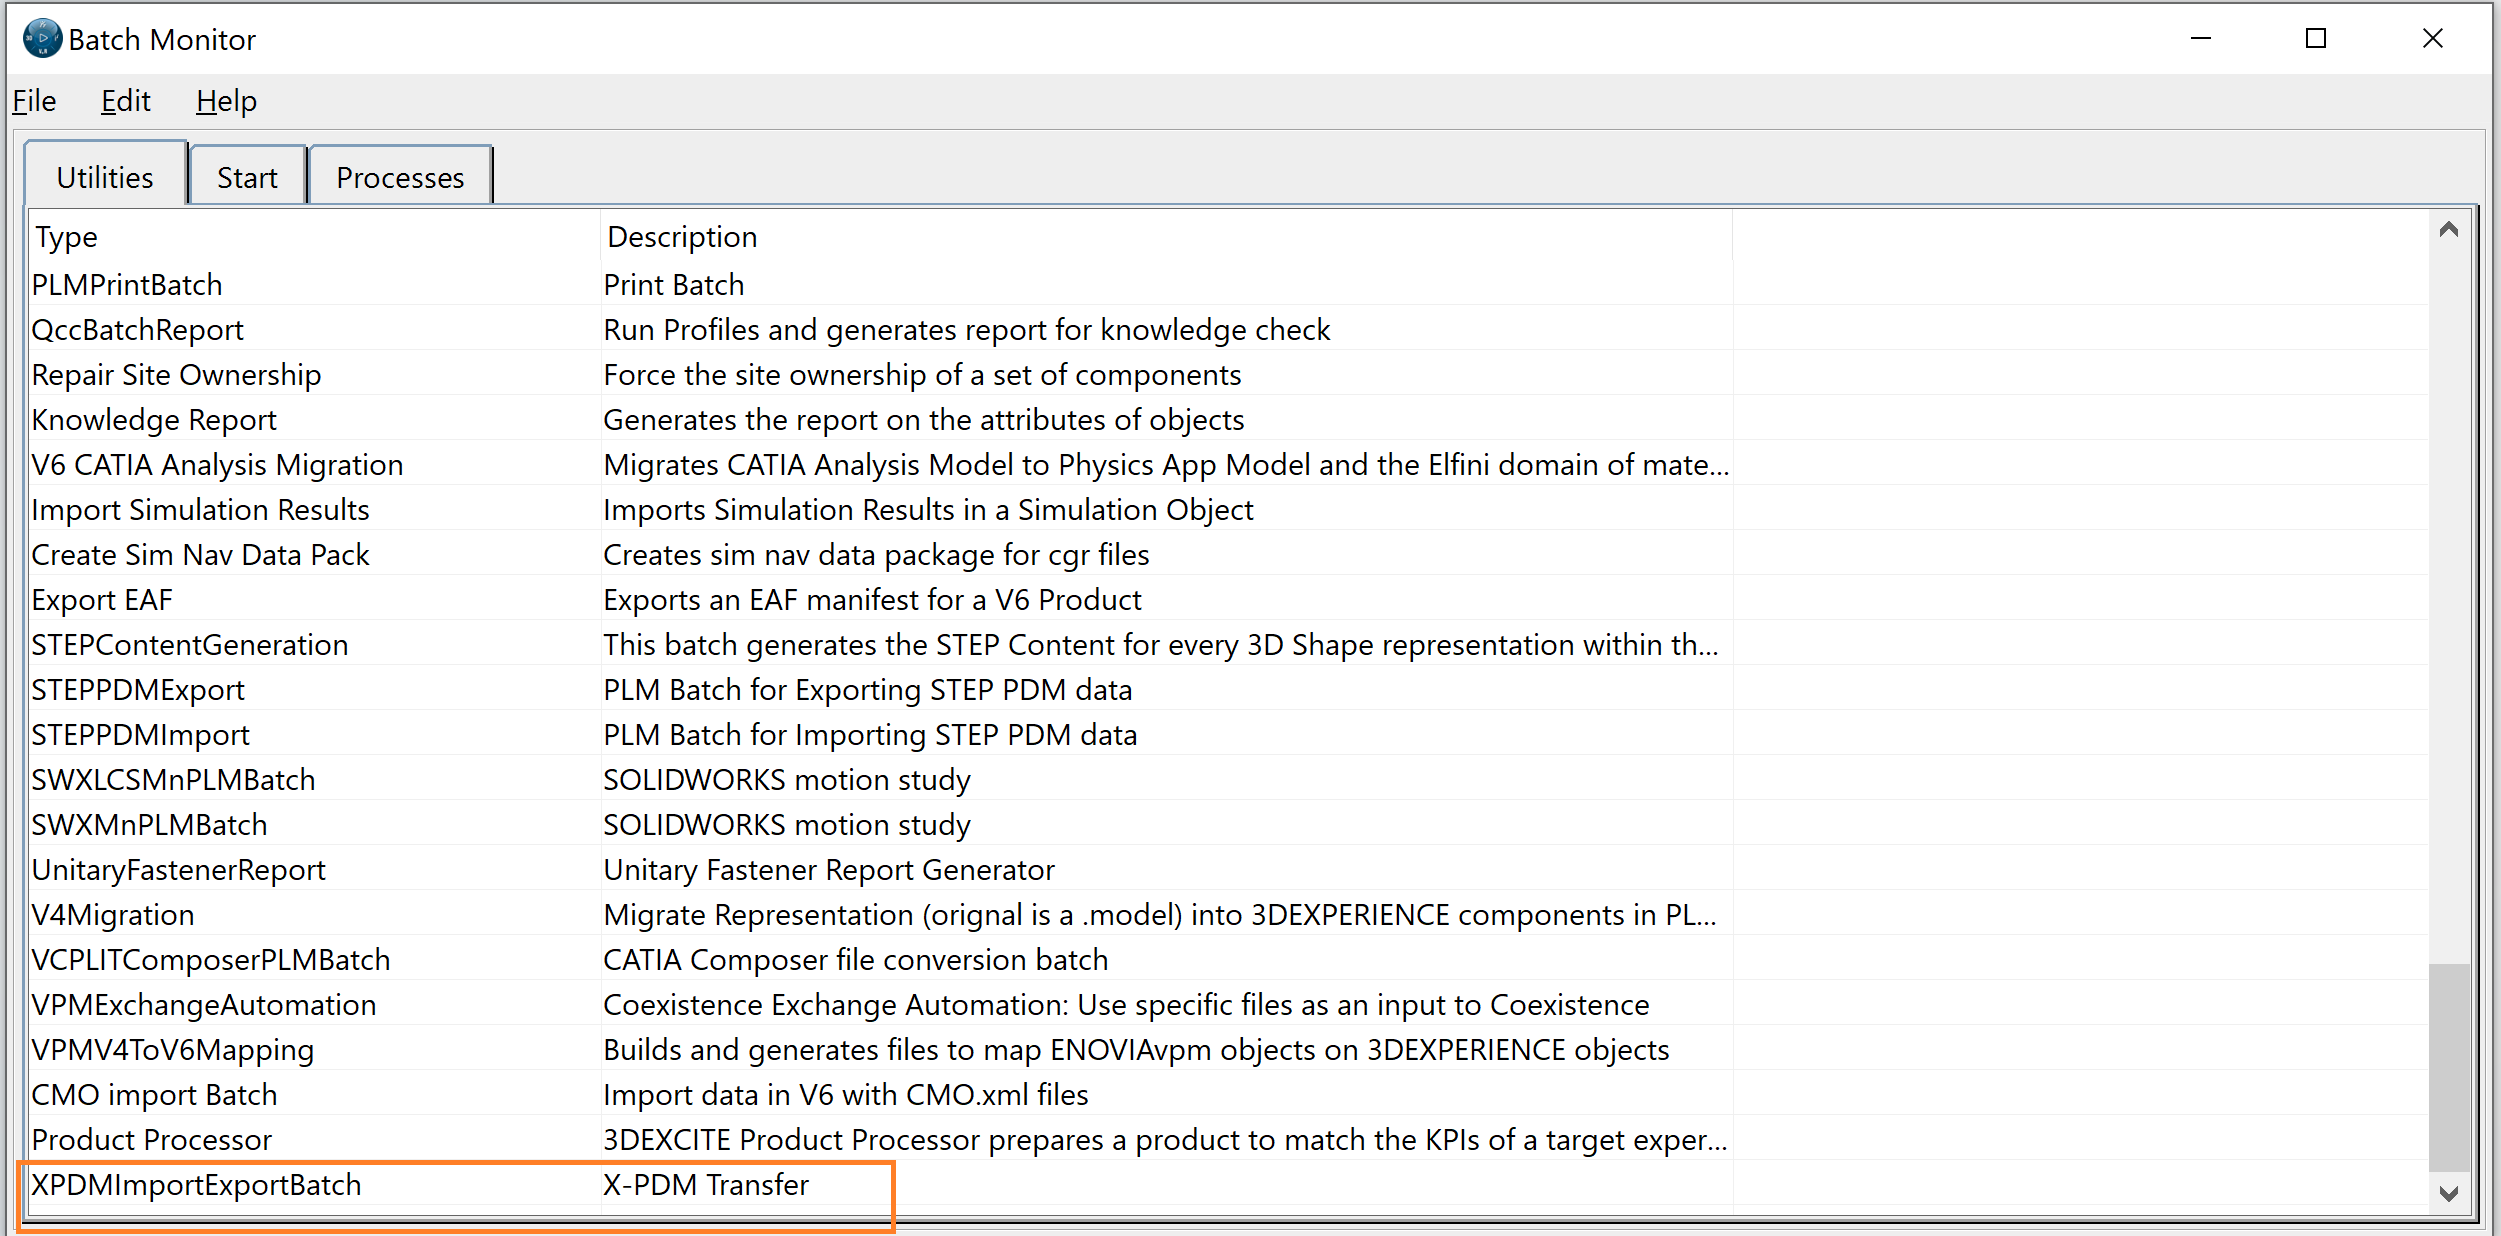 Batch Monitor
File Edit Help
Utilities Start Processes
Type Description
PLMPrintBatch Print Batch
QccBatchReport Run Profiles and generates report for knowledge check
Repair Site Ownership Force the site ownership of a set of components
Knowledge Report Generates the report on the attributes of objects
V6 CATIA Analysis Migration Migrates CATIA Analysis Model to Physics App Model and the Elfini domain of mate...
Import Simulation Results Imports Simulation Results in a Simulation Object
Create Sim Nav Data Pack Creates sim nav data package for cgr files
Export EAF Exports an EAF manifest for a V6 Product
STEPContentGeneration This batch generates the STEP Content for every 3D Shape representation within th...
STEPPDMExport PLM Batch for Exporting STEP PDM data
STEPPDMImport PLM Batch for Importing STEP PDM data
SWXLCSMnPLMBatch SOLIDWORKS motion study
SWXMnPLMBatch SOLIDWORKS motion study
UnitaryFastenerReport Unitary Fastener Report Generator
V4Migration Migrate Representation (orignal is a .model) into 3DEXPERIENCE components in PL...
VCPLITComposerPLMBatch CATIA Composer file conversion batch
VPMExchangeAutomation Coexistence Exchange Automation: Use specific files as an input to Coexistence
VPMV4ToV6Mapping Builds and generates files to map ENOVIAvpm objects on 3DEXPERIENCE objects
CMO import Batch Import data in V6 with CMO.xml files
Product Processor 3DEXCITE Product Processor prepares a product to match the KPIs of a target exper...
XPDMImportExportBatch X-PDM Transfer